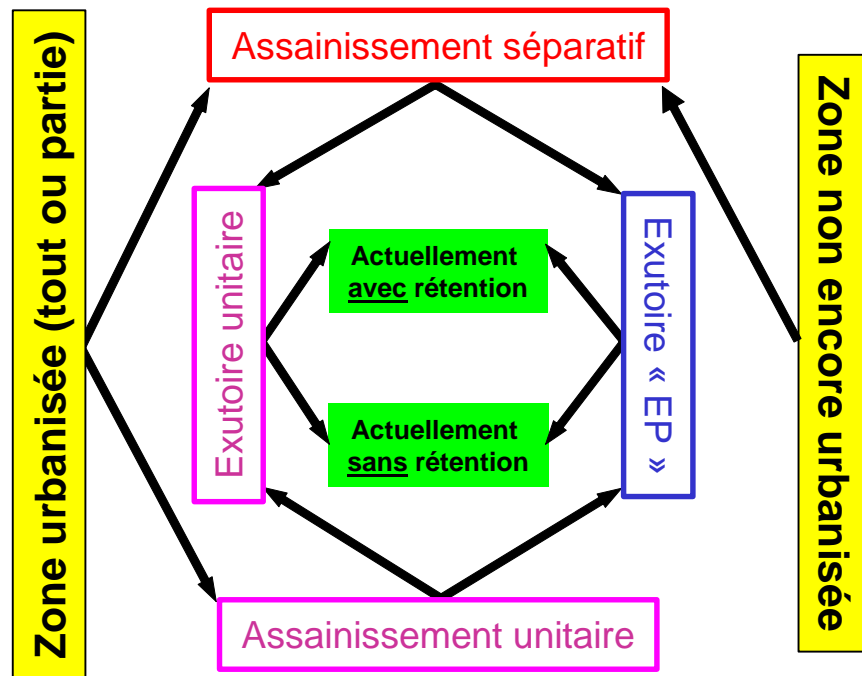 Assainissement séparatif
Zone urbanisée (tout ou partie)
Zone non encore urbanisée
Exutoire unitaire
Actuellement
avec rétention
Exutoire « EP »
Actuellement
sans rétention
Assainissement unitaire